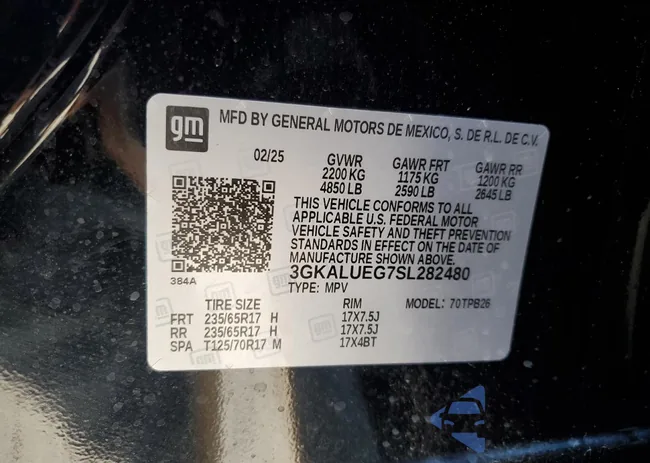 gm
MFD BY GENERAL MOTORS DE MEXICO, S. DE R.L. DE C.V.
02/25 GVWR GAWR FRT GAWR RR
2200 KG 1175 KG 1200 KG
4850 LB 2590 LB 2645 LB
THIS VEHICLE CONFORMS TO ALL
APPLICABLE U.S. FEDERAL MOTOR
VEHICLE SAFETY AND THEFT PREVENTION
STANDARDS IN EFFECT ON THE DATE OF
MANUFACTURE SHOWN ABOVE.
3GKALUEG7SL282480
384A
TYPE: MPV
TIRE SIZE RIM MODEL: 70TPB26
FRT 235/65R17 H 17X7.5J
RR 235/65R17 H 17X7.5J
SPA T125/70R17 M 17X4BT